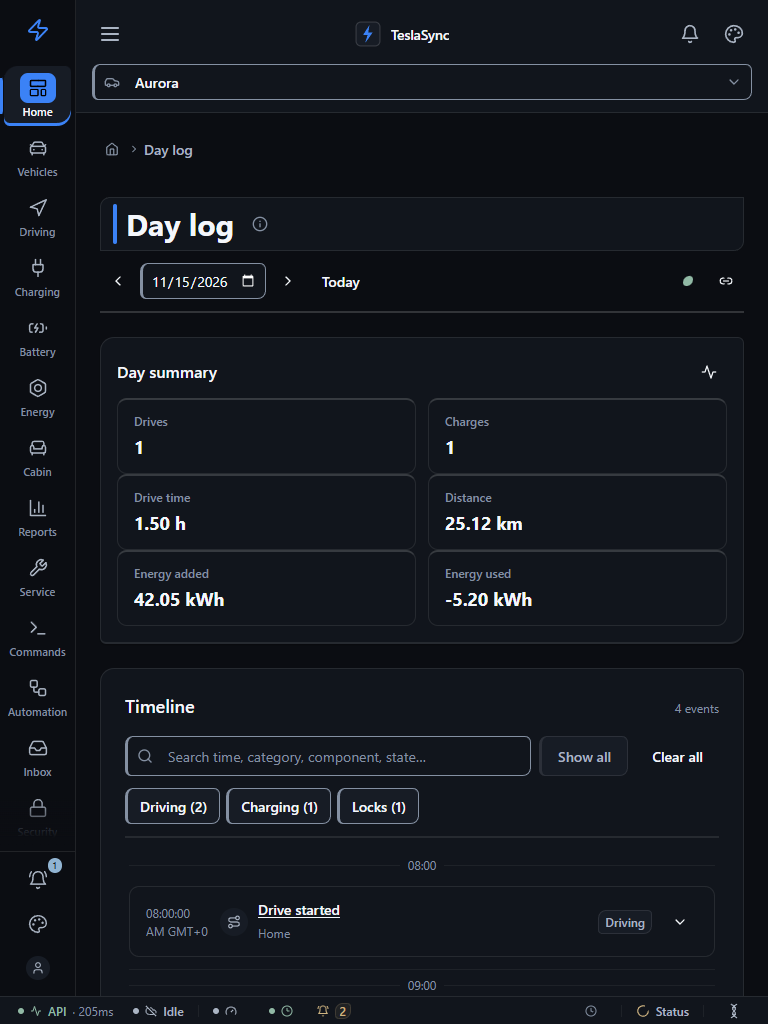 TeslaSync
Aurora
Home
Vehicles
Driving
Charging
Battery
Energy
Cabin
Reports
Service
Commands
Automation
Inbox
Security
1
Day log
Day log
11/15/2026
Today
Day summary
Drives
1
Charges
1
Drive time
1.50 h
Distance
25.12 km
Energy added
42.05 kWh
Energy used
-5.20 kWh
Timeline
4 events
Search time, category, component, state...
Show all
Clear all
Driving (2)
Charging (1)
Locks (1)
08:00
08:00:00
AM GMT+0
Drive started
Home
Driving
09:00
API · 205ms
Idle
2
Status